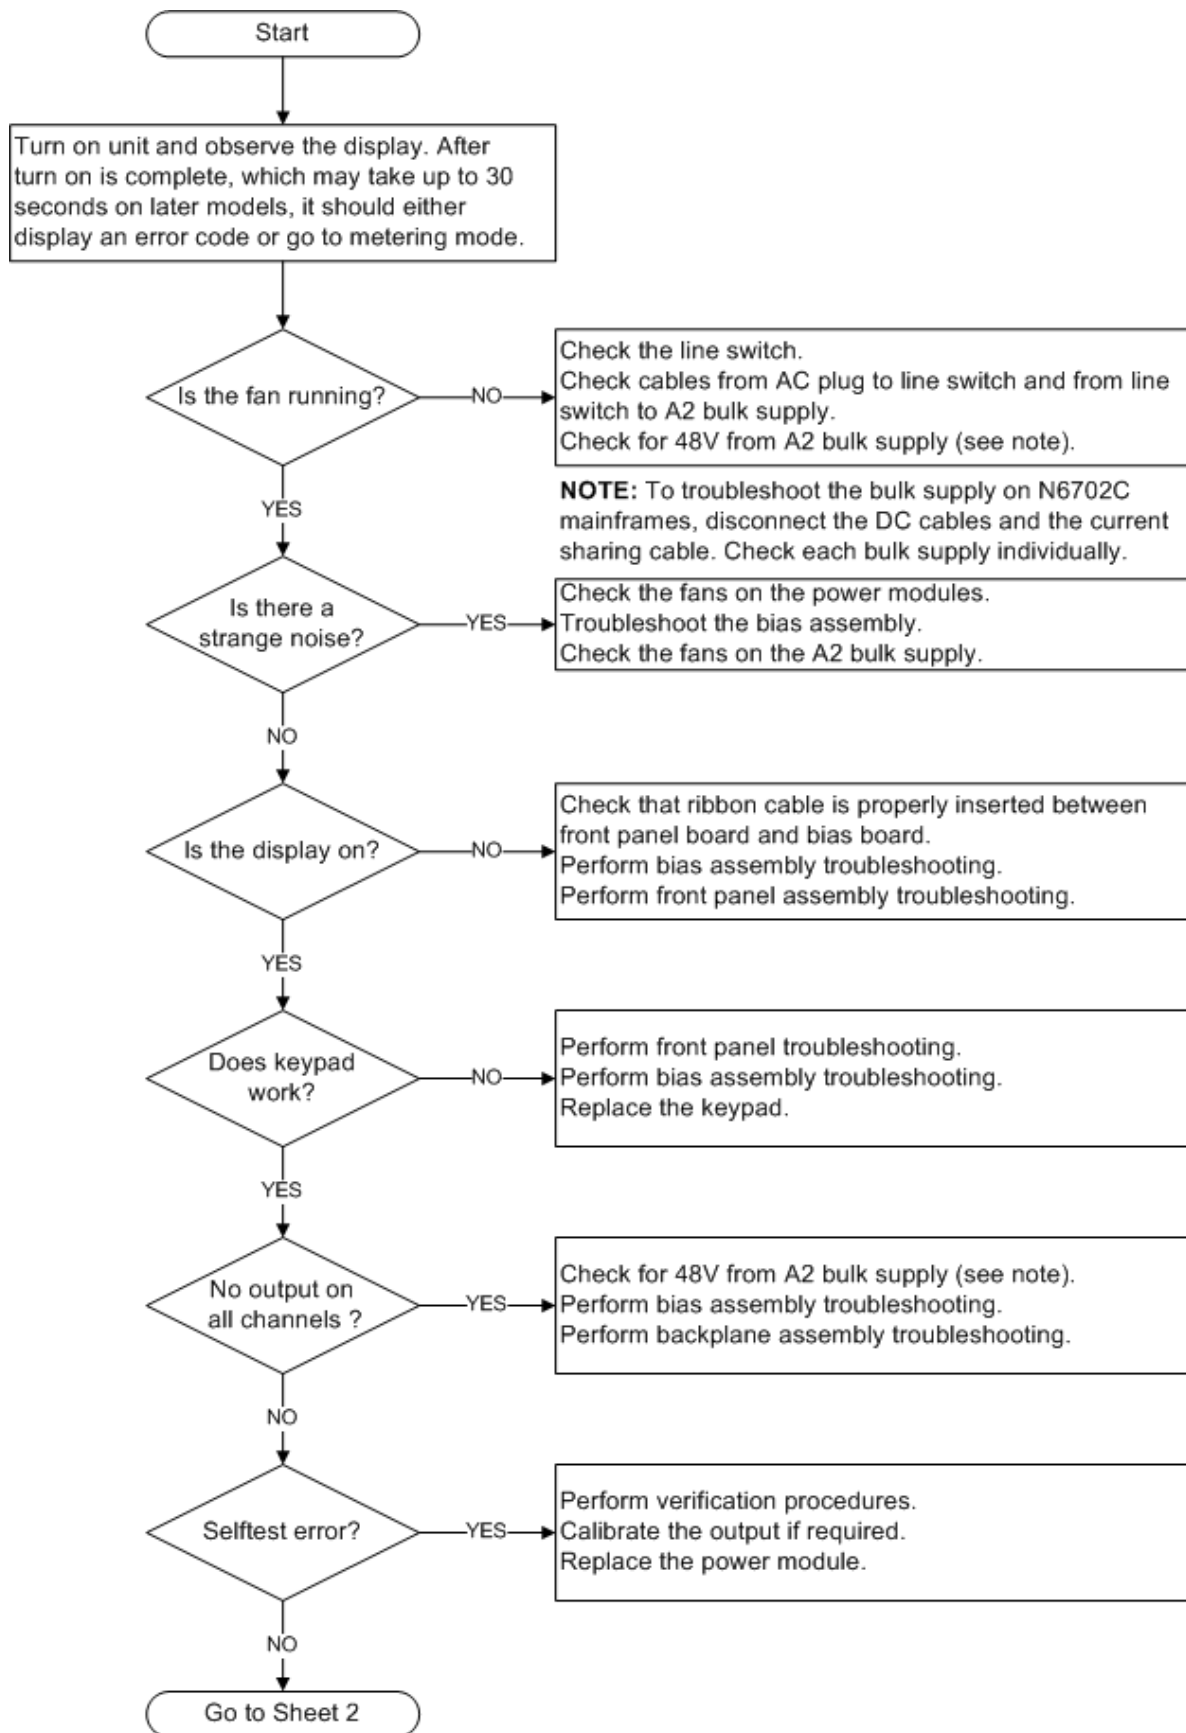 Start
Turn on unit and observe the display. After
turn on is complete, which may take up to 30
seconds on later models, it should either
display an error code or go to metering mode.
Is the fan running?
NO
Check the line switch.
Check cables from AC plug to line switch and from line
switch to A2 bulk supply.
Check for 48V from A2 bulk supply (see note).
YES
NOTE: To troubleshoot the bulk supply on N6702C
mainframes, disconnect the DC cables and the current
sharing cable. Check each bulk supply individually.
Is there a
strange noise?
YES
Check the fans on the power modules.
Troubleshoot the bias assembly.
Check the fans on the A2 bulk supply.
NO
Is the display on?
NO
Check that ribbon cable is properly inserted between
front panel board and bias board.
Perform bias assembly troubleshooting.
Perform front panel assembly troubleshooting.
YES
Does keypad
work?
NO
Perform front panel troubleshooting.
Perform bias assembly troubleshooting.
Replace the keypad.
YES
No output on
all channels ?
YES
Check for 48V from A2 bulk supply (see note).
Perform bias assembly troubleshooting.
Perform backplane assembly troubleshooting.
NO
Selftest error?
YES
Perform verification procedures.
Calibrate the output if required.
Replace the power module.
NO
Go to Sheet 2